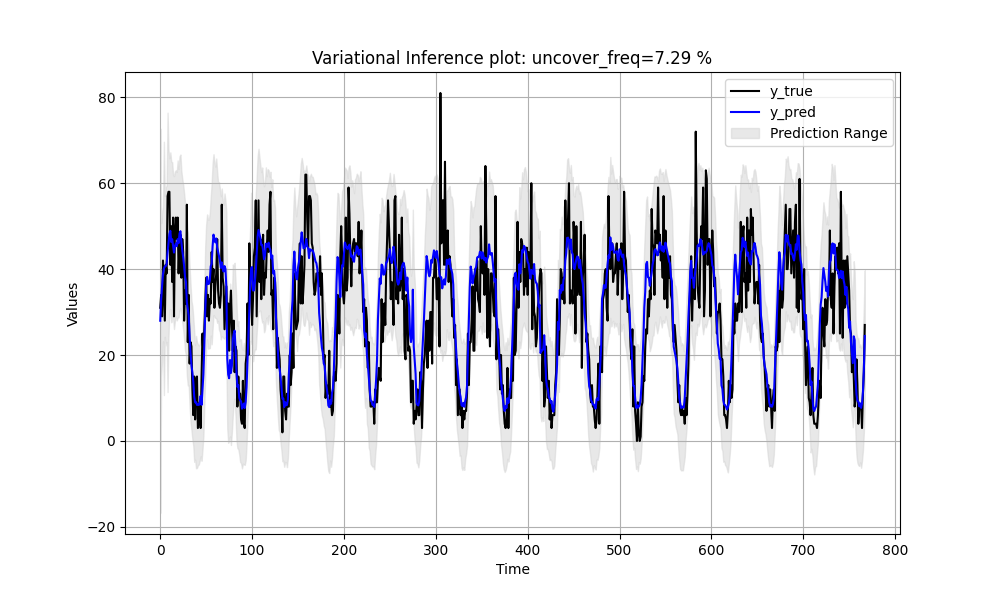 Variational Inference plot: uncover_freq=7.29 %
y_true
y_pred
Prediction Range
80
60
40
20
0
−20
Values
0 100 200 300 400 500 600 700 800
Time